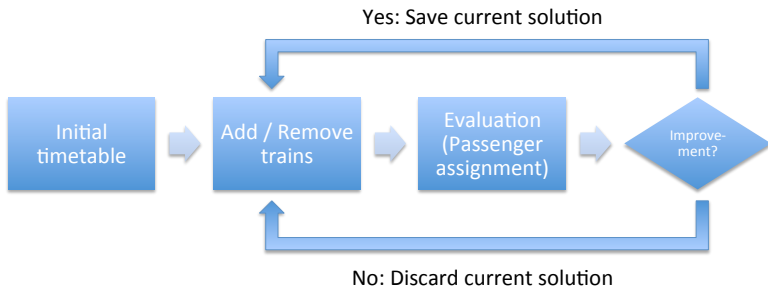 Yes: Save current solution
Initial
timetable
Add / Remove
trains
Evaluation
(Passenger
assignment)
Improve-
ment?
No: Discard current solution